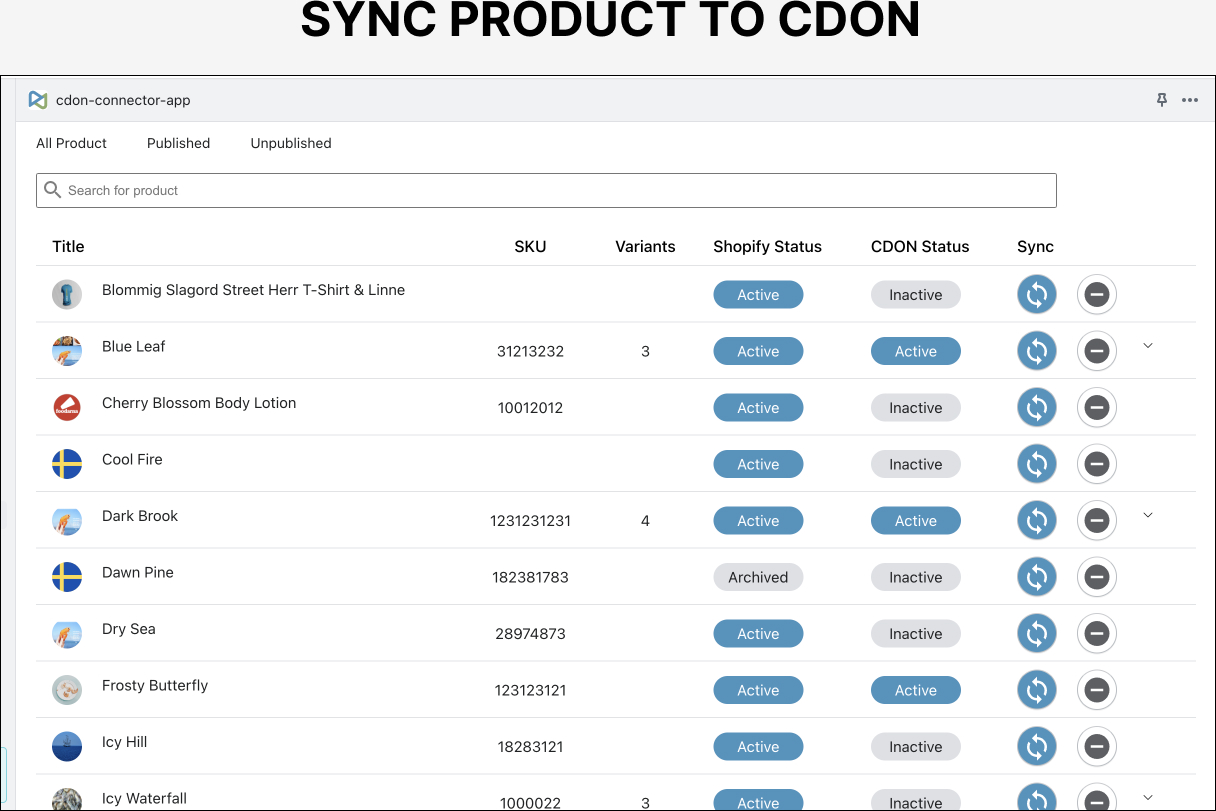 SYNC PRODUCT TO CDON
cdon-connector-app
All Product Published Unpublished
Search for product
Title SKU Variants Shopify Status CDON Status Sync
Blommig Slagord Street Herr T-Shirt & Linne Active Inactive
Blue Leaf 31213232 3 Active Active
Cherry Blossom Body Lotion 10012012 Active Inactive
Cool Fire Active Inactive
Dark Brook 1231231231 4 Active Active
Dawn Pine 182381783 Archived Inactive
Dry Sea 28974873 Active Inactive
Frosty Butterfly 123123121 Active Active
Icy Hill 18283121 Active Inactive
Icy Waterfall 1000022 3 Active Inactive